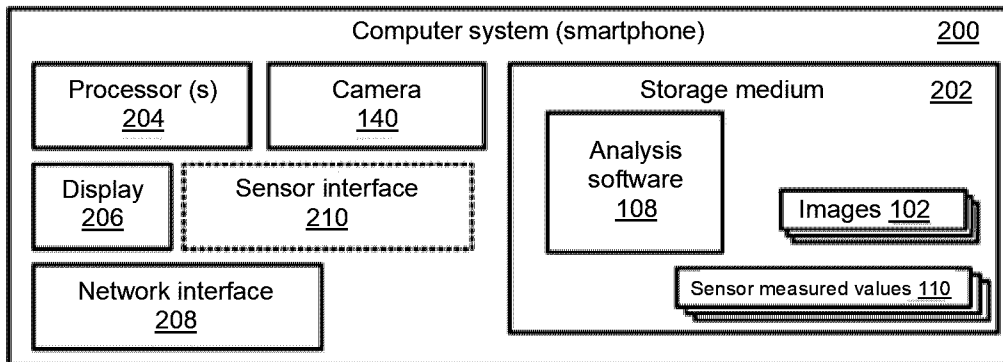 Computer system (smartphone) 200
Processor (s)
204
Camera
140
Display
206
Sensor interface
210
Network interface
208
Storage medium 202
Analysis
software
108
Images 102
Sensor measured values 110